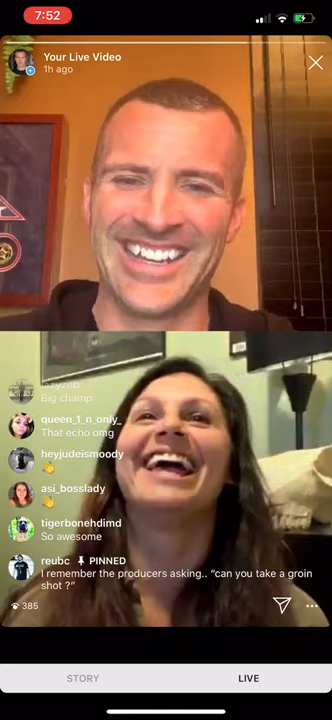 7:52
Your Live Video
1h ago
Big champ
queen_1_n_only_
That echo omg
heyjudeismoody
👏
asi_bosslady
👏
tigerbonehdimd
So awesome
reubc PINNED
I remember the producers asking.. "can you take a groin
shot ?"
385
STORY LIVE